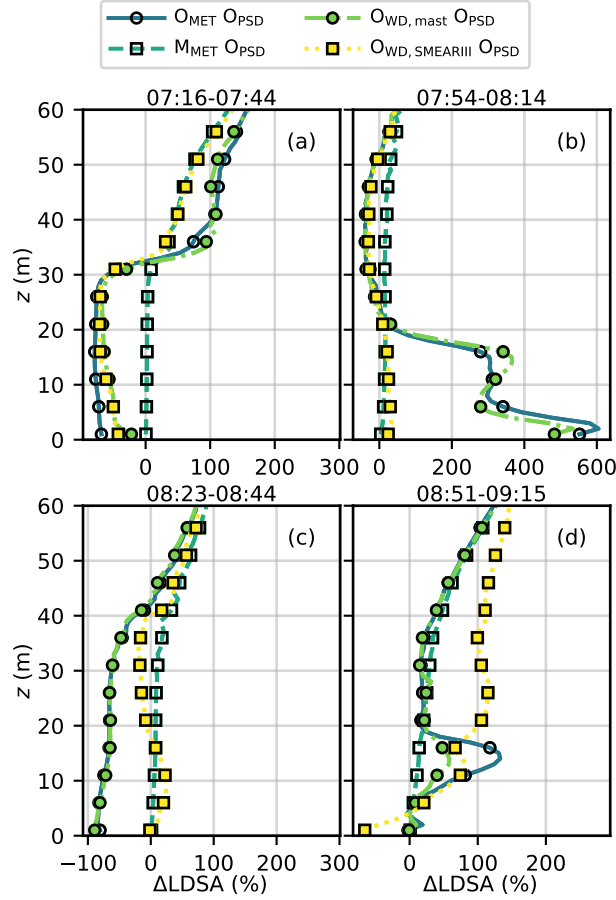 O_MET O_PSD
O_WD, mast O_PSD
M_MET O_PSD
O_WD, SMEARIII O_PSD
07:16-07:44
07:54-08:14
60
50
40
30
20
10
0
z (m)
(a)
(b)
0 100 200 300
0 200 400 600
08:23-08:44
08:51-09:15
60
50
40
30
20
10
0
z (m)
(c)
(d)
−100 0 100 200 300
0 100 200
ΔLDSA (%)
ΔLDSA (%)